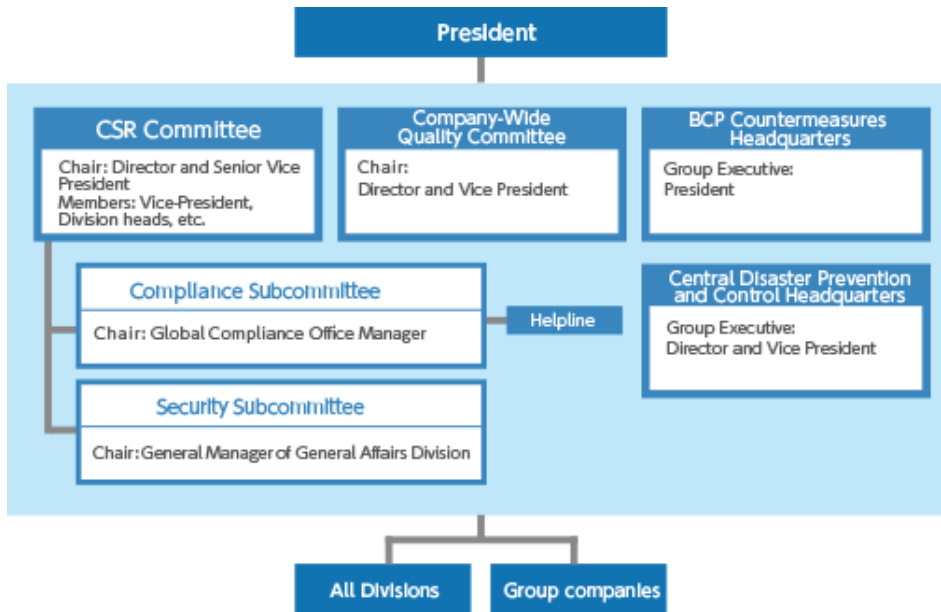 President
CSR Committee
Chair: Director and Senior Vice
President
Members: Vice-President,
Division heads, etc.
Company-Wide
Quality Committee
Chair:
Director and Vice President
BCP Countermeasures
Headquarters
Group Executive:
President
Compliance Subcommittee
Chair: Global Compliance Office Manager
Helpline
Central Disaster Prevention
and Control Headquarters
Group Executive:
Director and Vice President
Security Subcommittee
Chair:General Manager of General Affairs Division
All Divisions
Group companies